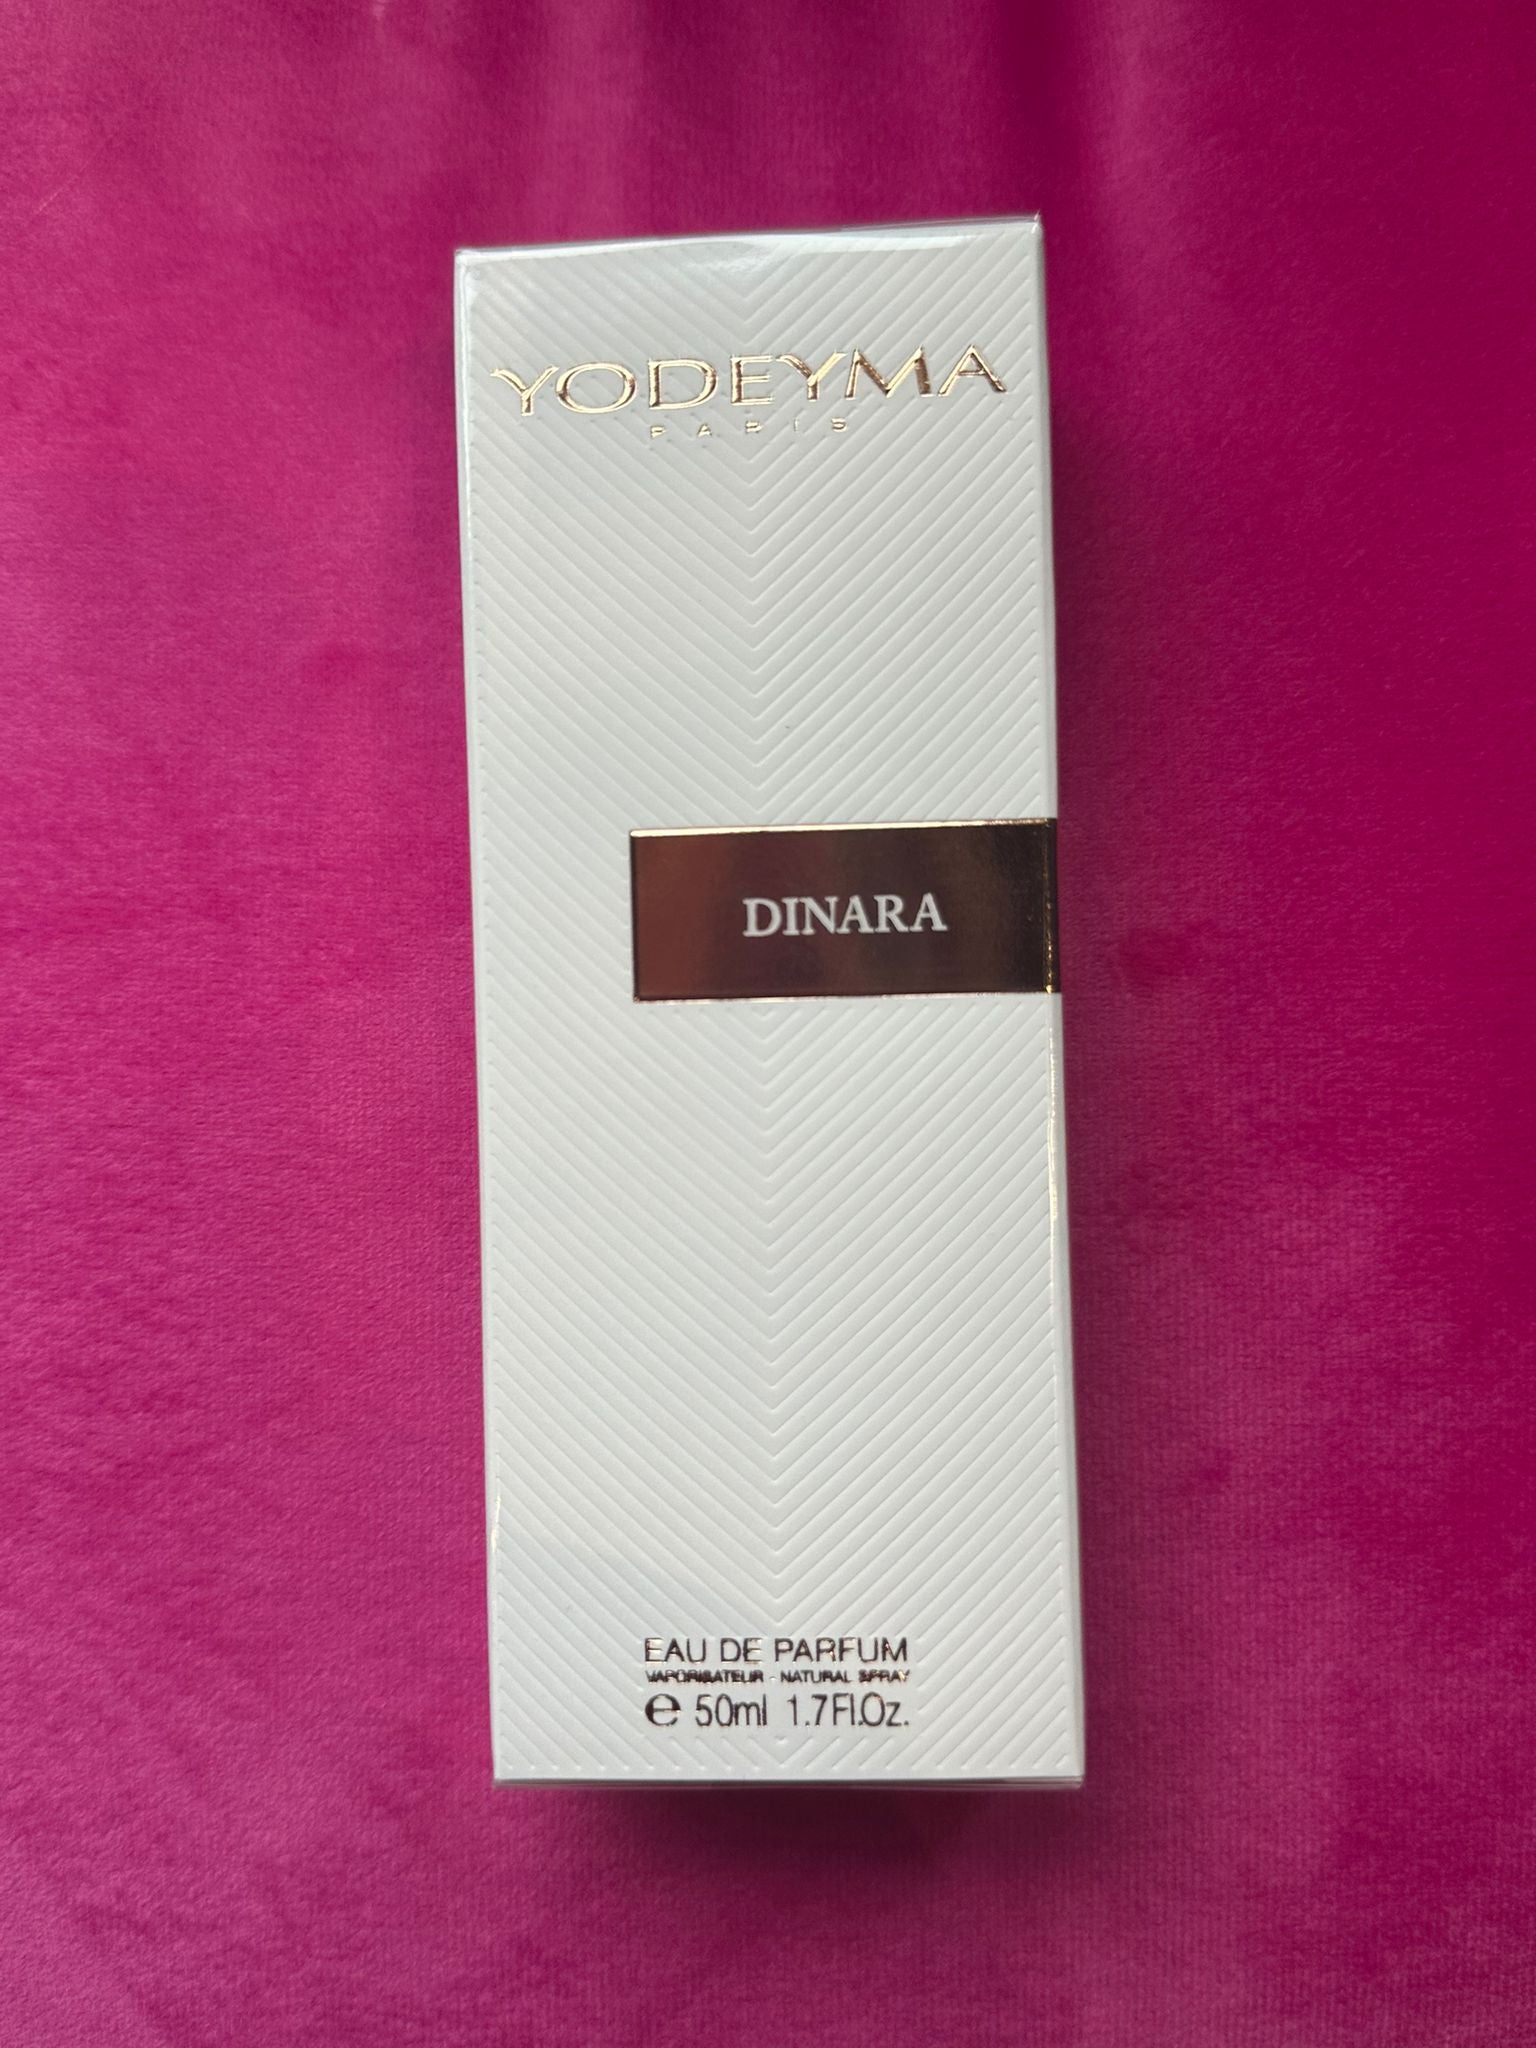 YODEYMA
PARIS
DINARA
EAU DE PARFUM
VAPORISATEUR - NATURAL SPRAY
e 50ml 1.7Fl.Oz.